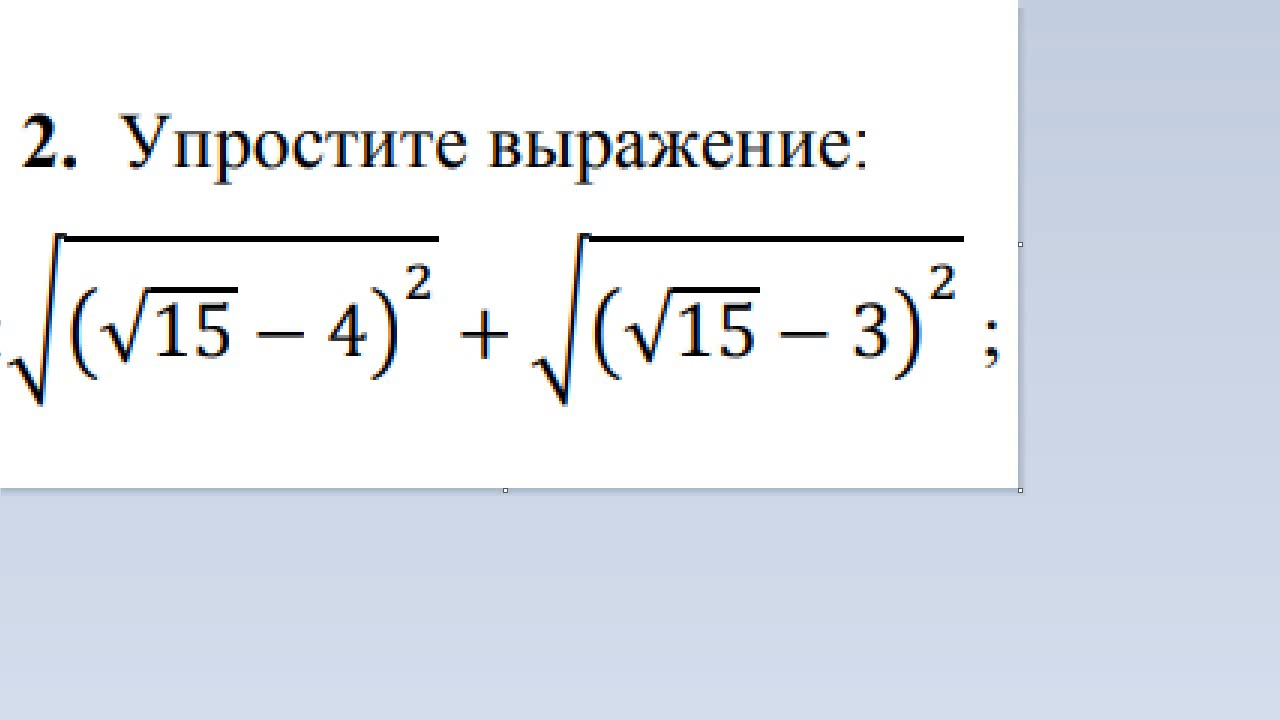 2. Упростите выражение:
√(√15 − 4)² + √(√15 − 3)² ;